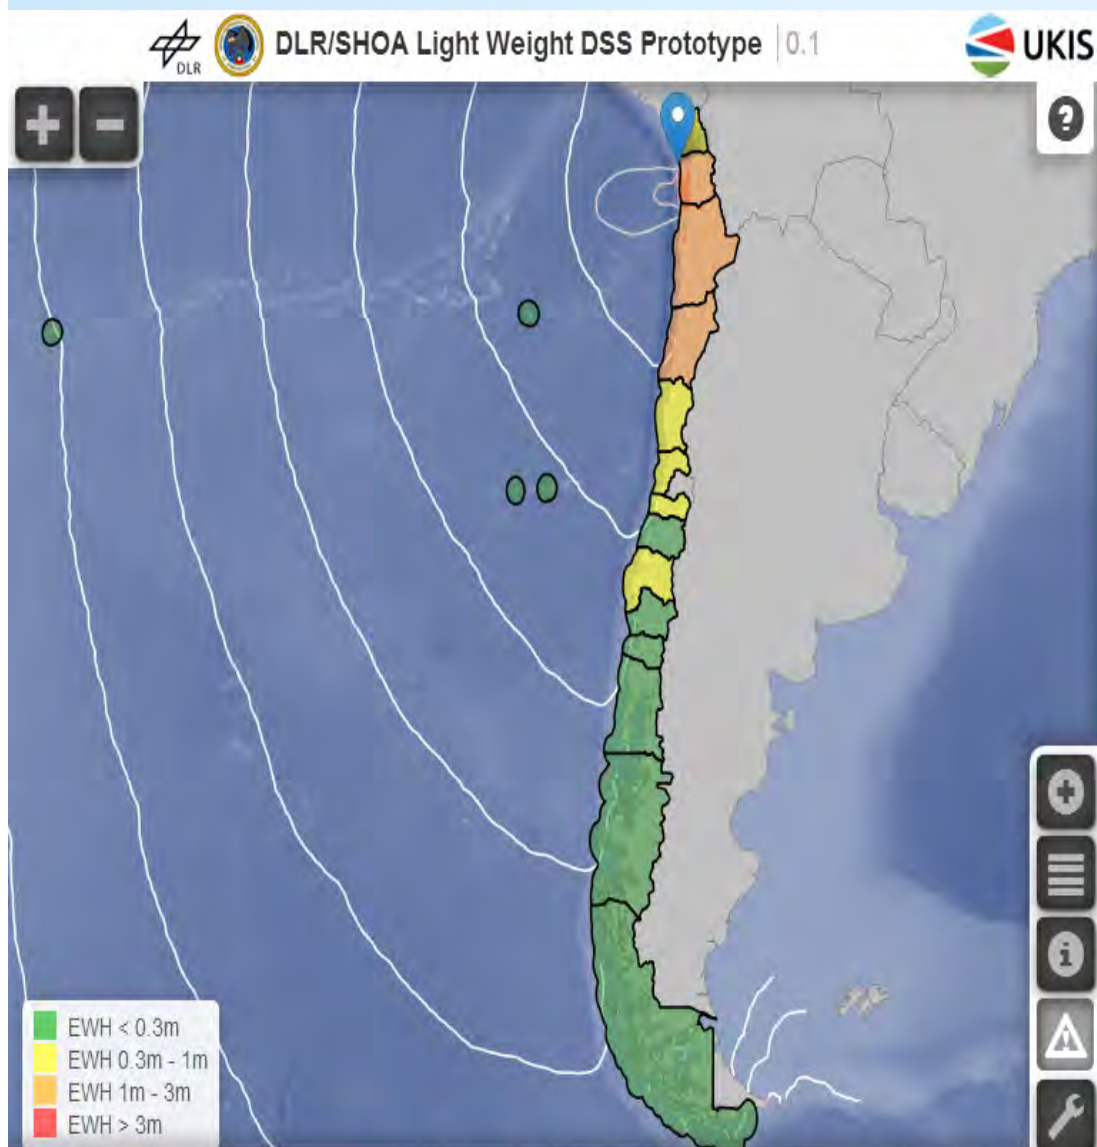 DLR
DLR/SHOA Light Weight DSS Prototype | 0.1
UKIS
EWH < 0.3m
EWH 0.3m - 1m
EWH 1m - 3m
EWH > 3m